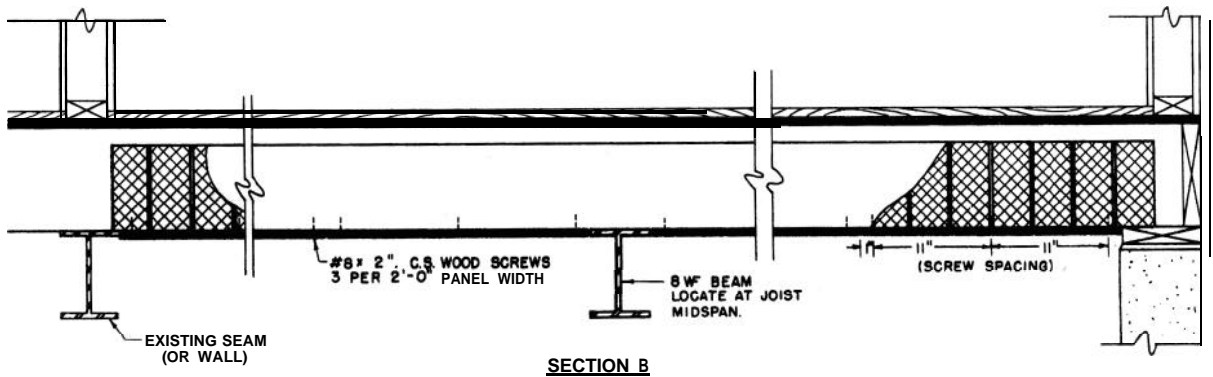 #8 x 2". C.S. WOOD SCREWS
3 PER 2'-0" PANEL WIDTH
8 WF BEAM
LOCATE AT JOIST
MIDSPAN.
1"
11"
11"
(SCREW SPACING)
EXISTING SEAM
(OR WALL)
SECTION B